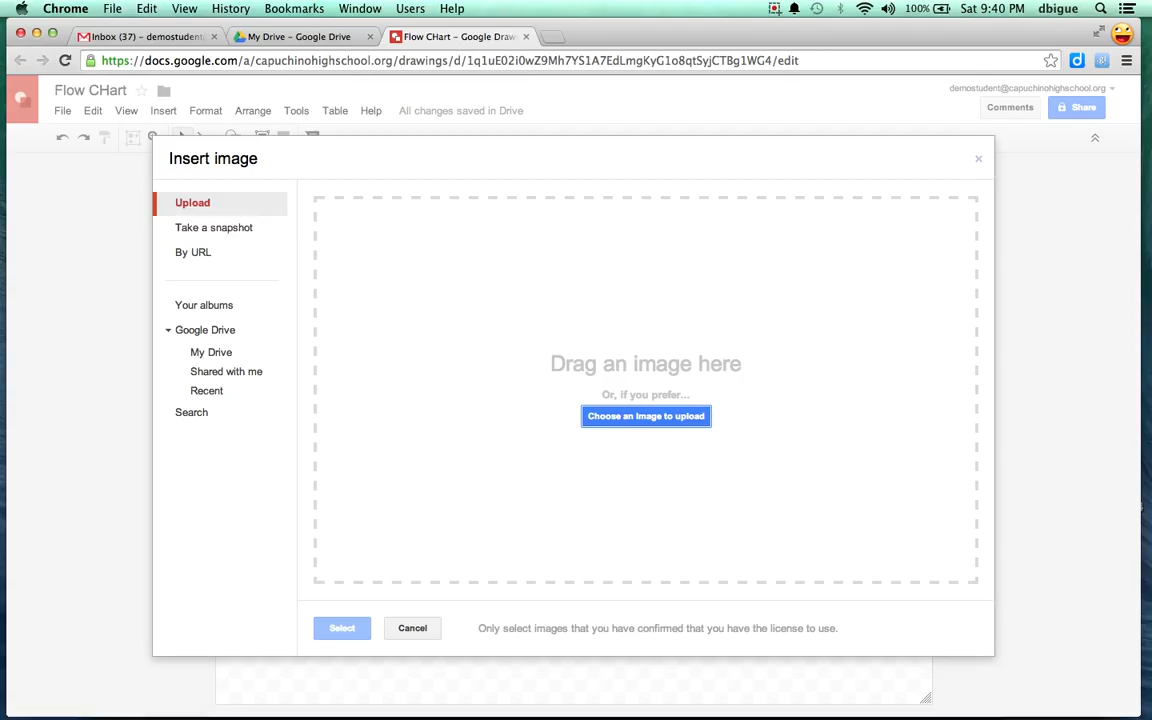 Chrome File Edit View History Bookmarks Window Users Help 100% Sat 9:40 PM dbigue
Inbox (37) – demostudent My Drive – Google Drive Flow CHart – Google Draw
https://docs.google.com/a/capuchinohighschool.org/drawings/d/1q1uE02i0wZ9Mh7YS1A7EdLmgKyG1o8qtSyjCTBg1WG4/edit
Flow CHart demostudent@capuchinohighschool.org
File Edit View Insert Format Arrange Tools Table Help All changes saved in Drive Comments Share
Insert image
Upload
Take a snapshot
By URL
Your albums
Google Drive
My Drive
Shared with me
Recent
Search
Drag an image here
Or, if you prefer...
Choose an image to upload
Select Cancel Only select images that you have confirmed that you have the license to use.